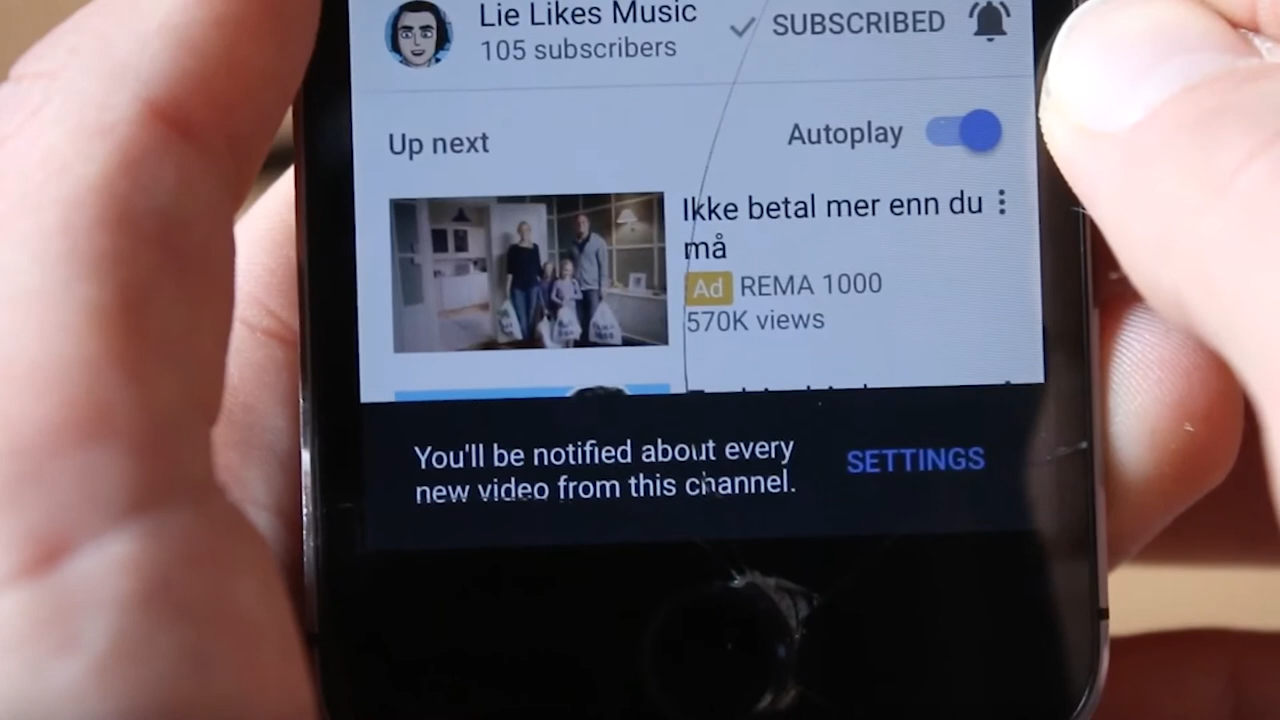 Lie Likes Music
105 subscribers
SUBSCRIBED
Up next
Autoplay
Ikke betal mer enn du
må
Ad REMA 1000
570K views
You'll be notified about every
new video from this channel.
SETTINGS